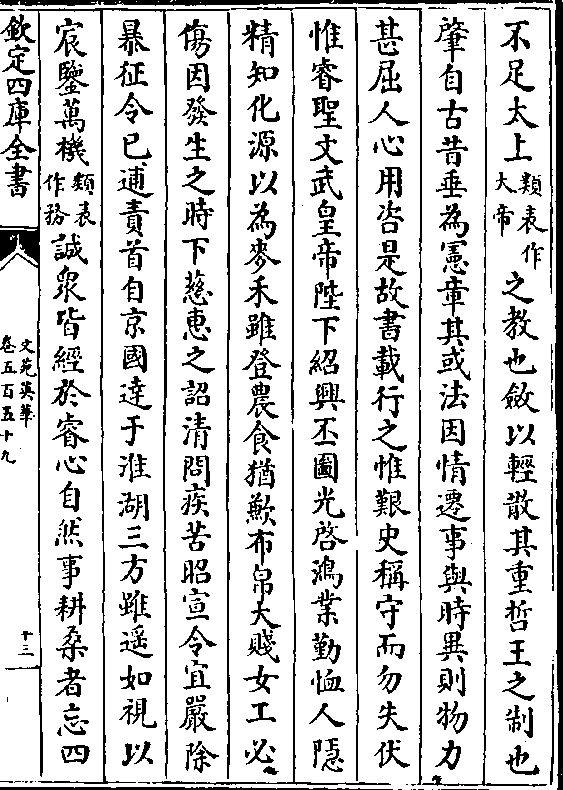 不足太上類表作大帝之教也斂以輕散其重哲王之制也
肇自古昔垂為憲章其或法因情遷事與時異則物力
甚屈人心用咨是故書載行之惟艱史稱守而勿失伏
惟睿聖文武皇帝陛下紹興丕圖光啓鴻業勤恤人隱
精知化源以為麥禾雖登農食猶歉布帛大賤女工必
傷因發生之時下慈惠之詔清問疾苦昭宣令宜嚴除
暴征令已逋責首自京國達于淮湖三方雖遥如視以
宸鑒萬機類表作務誠衆皆經於睿心自然事耕桑者忘四
欽定四庫全書
文苑英華
卷五百五十九
十三